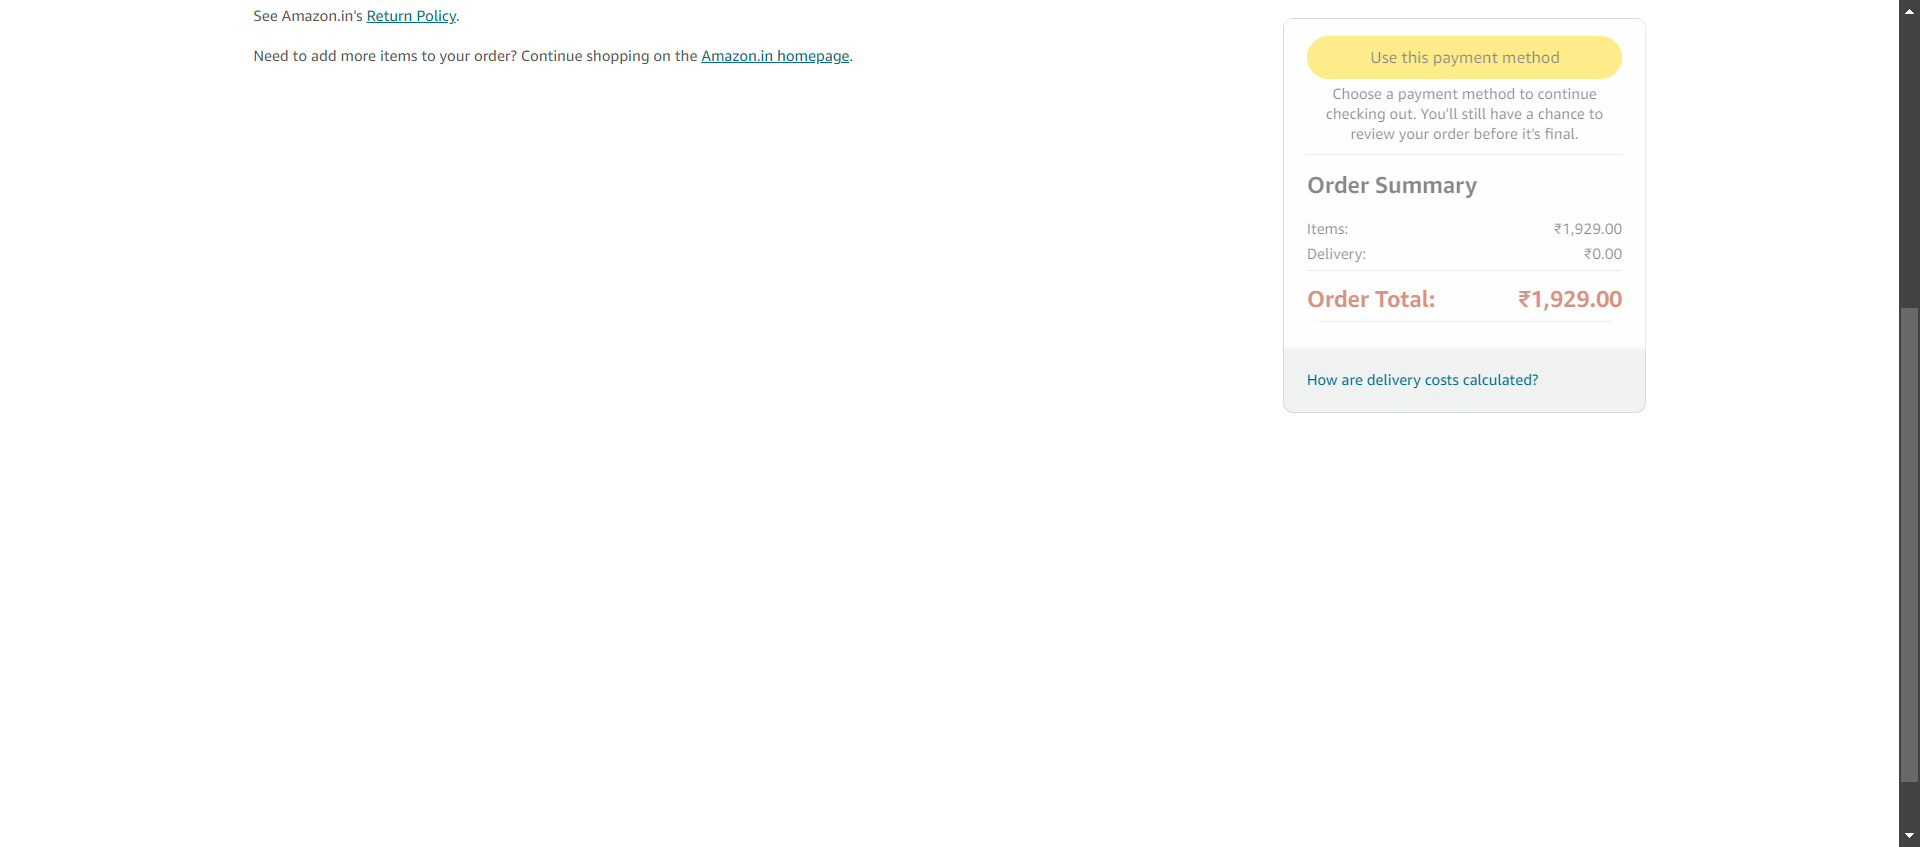 See Amazon.in's Return Policy.
Need to add more items to your order? Continue shopping on the Amazon.in homepage.
Use this payment method
Choose a payment method to continue
checking out. You'll still have a chance to
review your order before it's final.
Order Summary
Items: ₹1,929.00
Delivery: ₹0.00
Order Total: ₹1,929.00
How are delivery costs calculated?